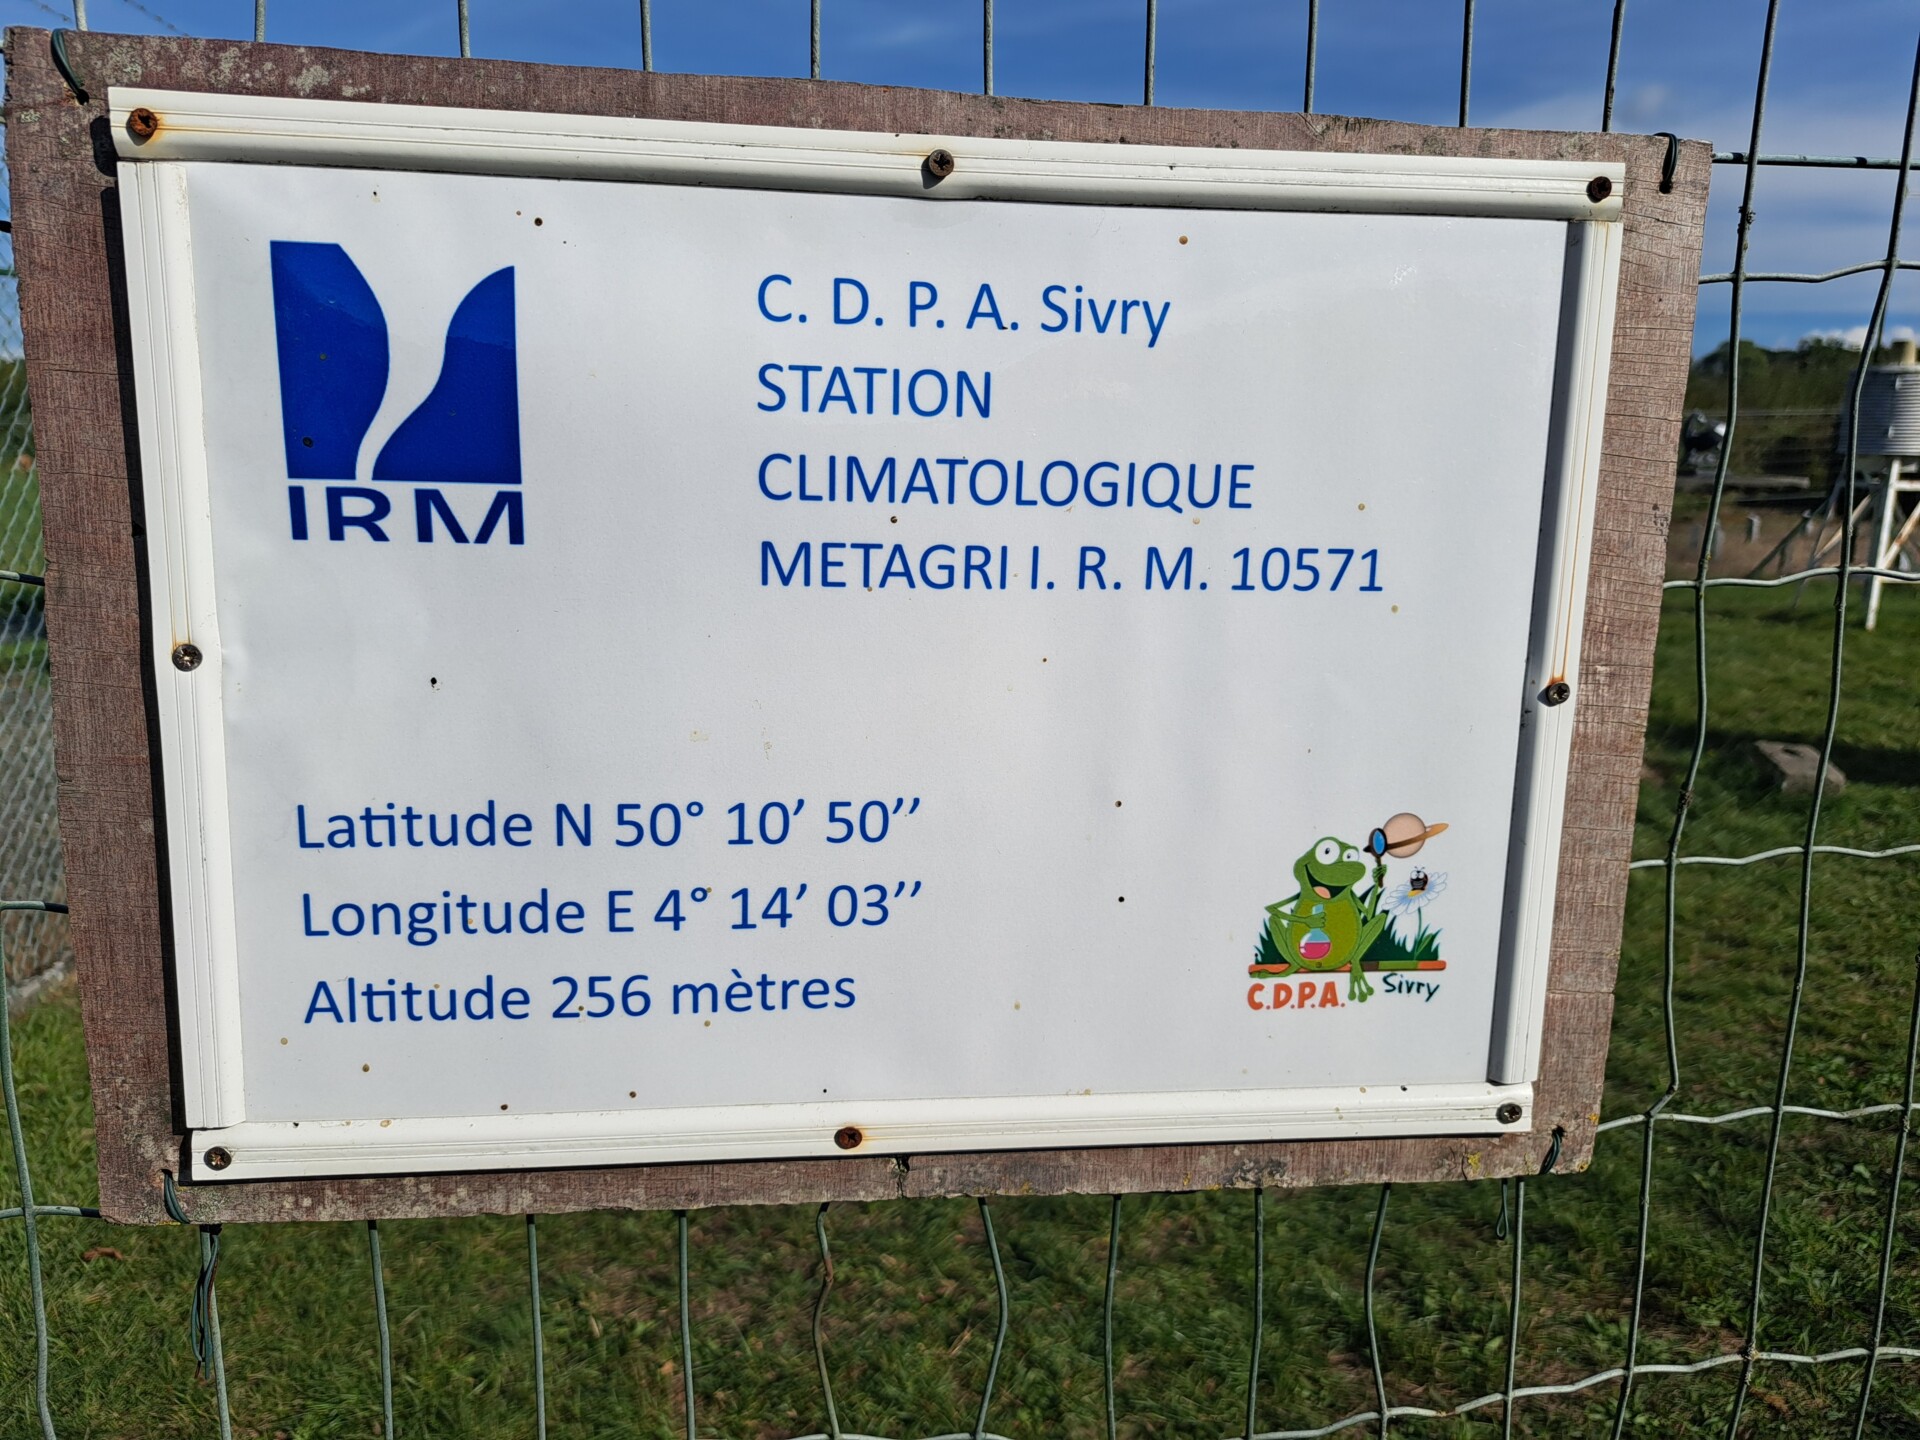 IRM
C. D. P. A. Sivry
STATION
CLIMATOLOGIQUE
METAGRI I. R. M. 10571
Latitude N 50° 10’ 50’’
Longitude E 4° 14’ 03’’
Altitude 256 mètres
C.D.P.A. Sivry